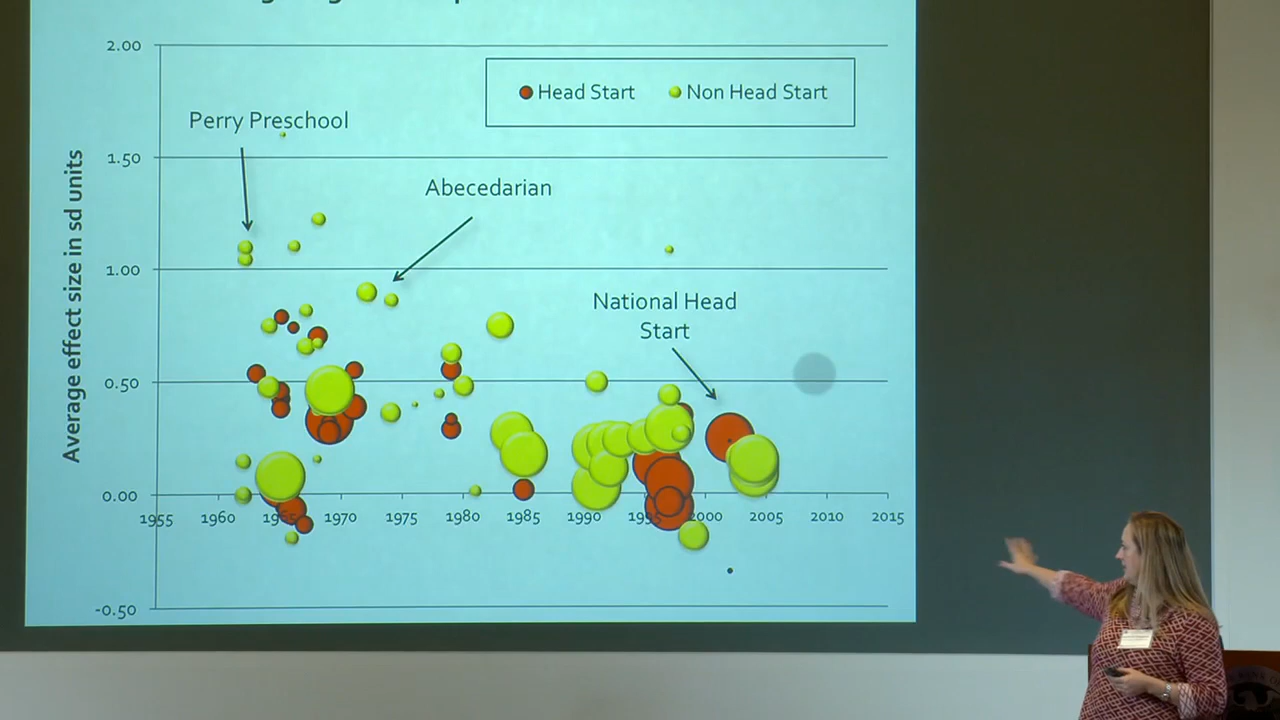 2.00
Head Start
Non Head Start
Perry Preschool
1.50
Abecedarian
1.00
National Head
Start
0.50
0.00
1955
1960
1970
1975
1980
1985
1990
2000
2005
2010
2015
-0.50
Average effect size in sd units